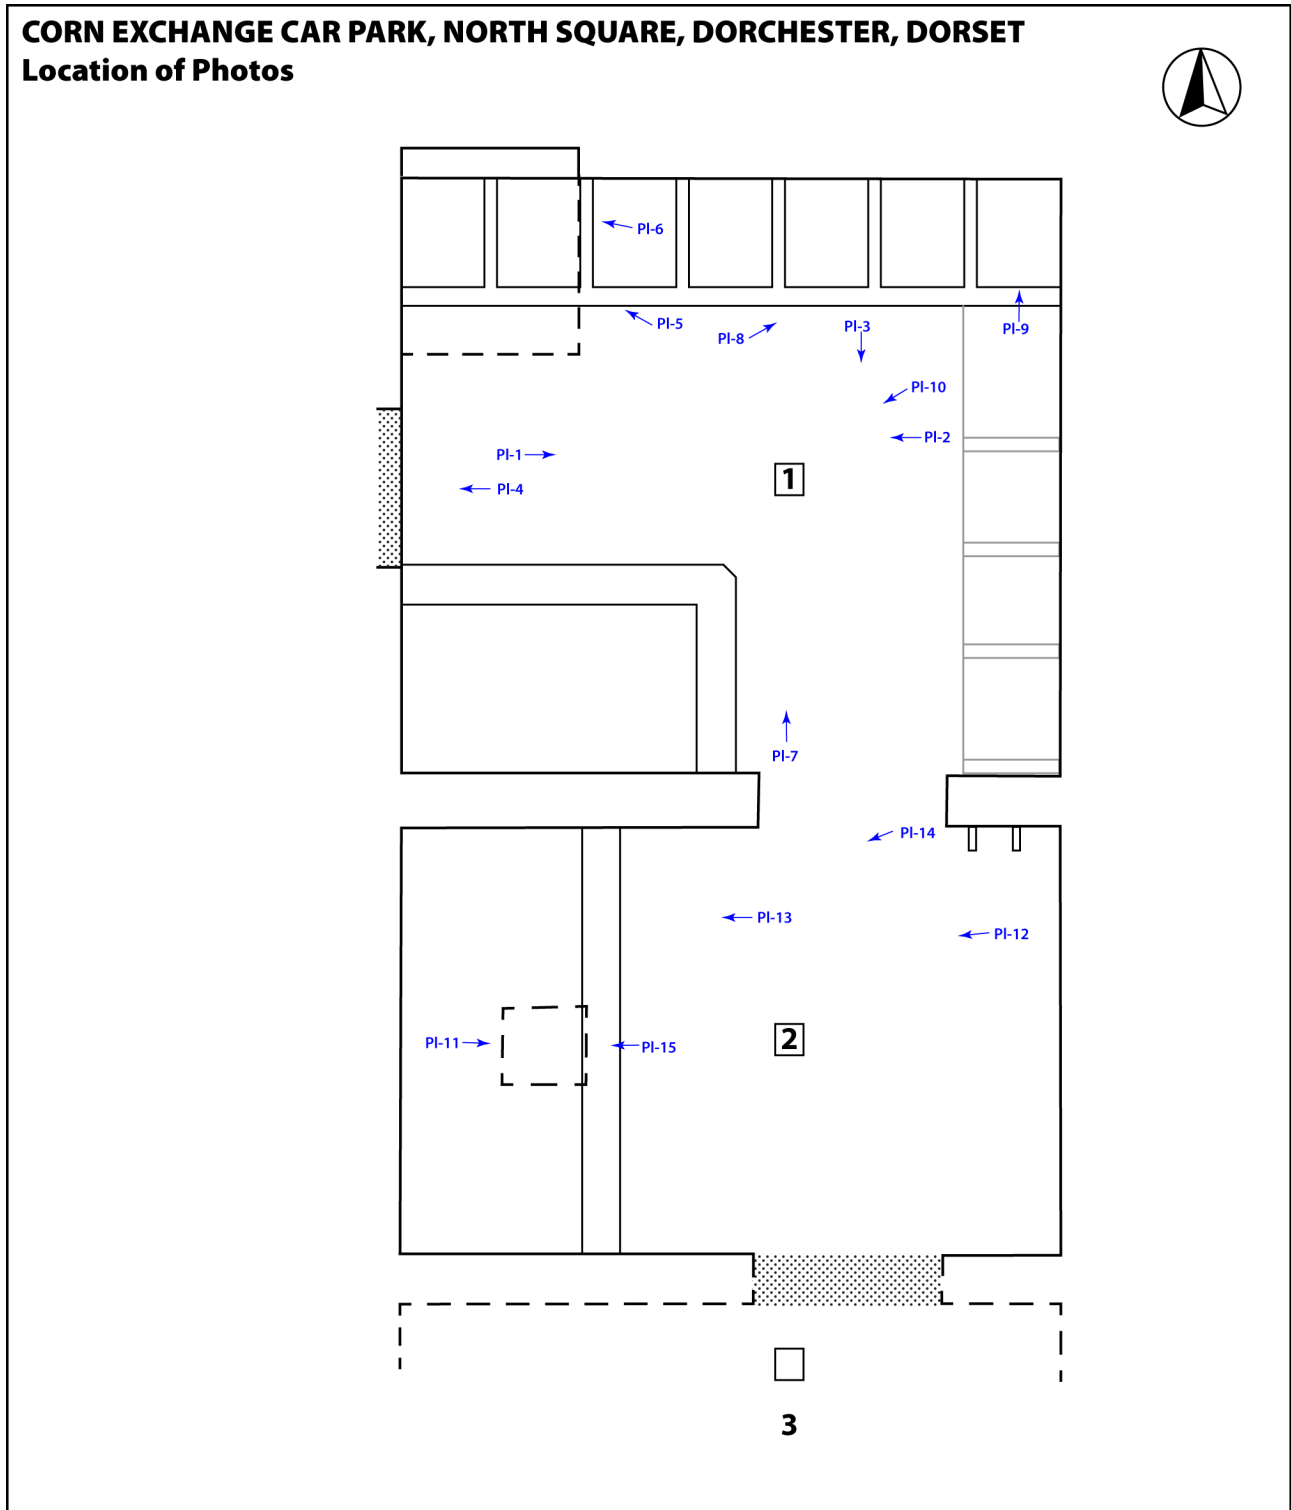 CORN EXCHANGE CAR PARK, NORTH SQUARE, DORCHESTER, DORSET
Location of Photos
Pl-6
Pl-5
Pl-8
Pl-3
Pl-9
Pl-10
Pl-2
Pl-1
Pl-4
1
Pl-7
Pl-14
Pl-13
Pl-12
Pl-11
Pl-15
2
3